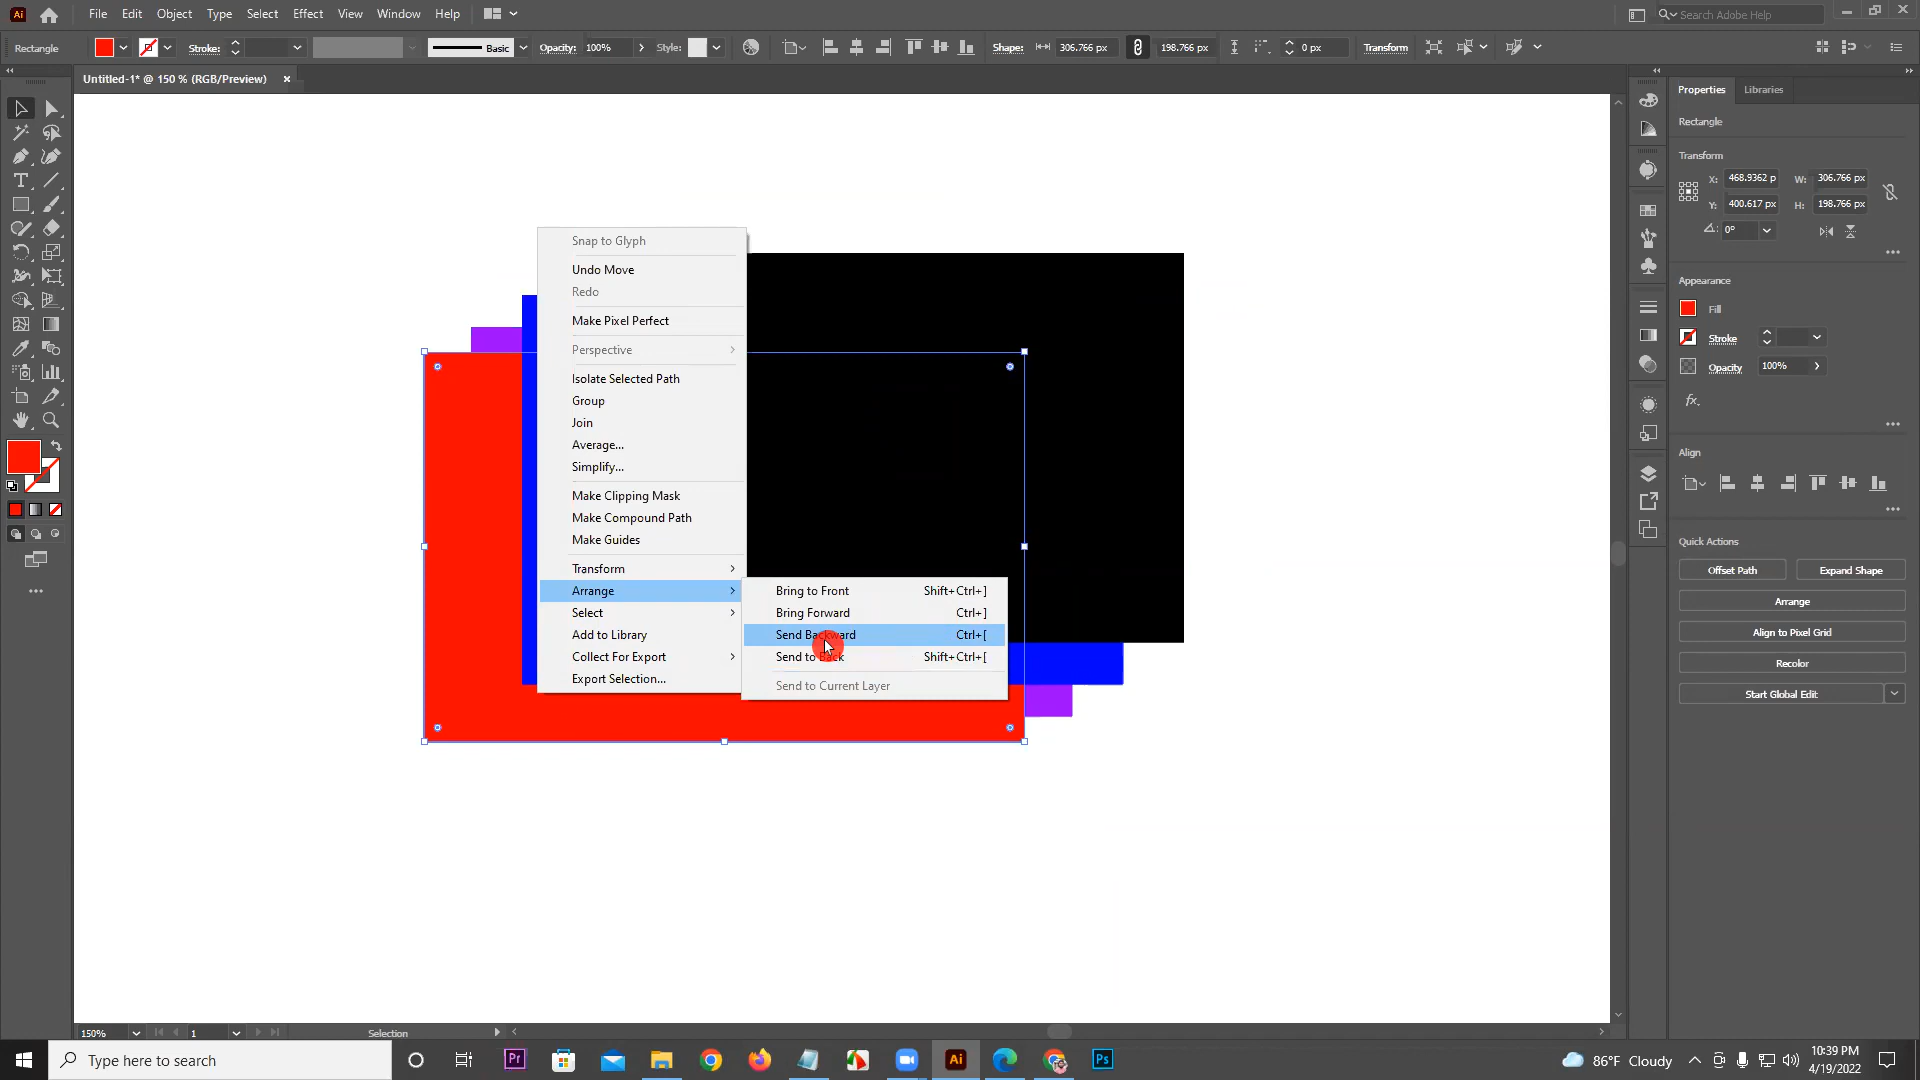 Ai File Edit Object Type Select Effect View Window Help Search Adobe Help
Rectangle Stroke: Basic Opacity: 100% Style: Shape: 306.766 px 198.766 px 0 px Transform
Untitled-1* @ 150 % (RGB/Preview)
Snap to Glyph
Undo Move
Redo
Make Pixel Perfect
Perspective
Isolate Selected Path
Group
Join
Average...
Simplify...
Make Clipping Mask
Make Compound Path
Make Guides
Transform
Arrange
Select
Add to Library
Collect For Export
Export Selection...
Bring to Front Shift+Ctrl+]
Bring Forward Ctrl+]
Send Backward Ctrl+[
Send to Back Shift+Ctrl+[
Send to Current Layer
Properties Libraries
Rectangle
Transform
X: 468.9362 p W: 306.766 px
Y: 400.617 px H: 198.766 px
0°
Appearance
Fill
Stroke
Opacity 100%
fx.
Align
Quick Actions
Offset Path Expand Shape
Arrange
Align to Pixel Grid
Recolor
Start Global Edit
150% 1 Selection
Type here to search Pr Ai Ps 86°F Cloudy 10:39 PM
4/19/2022